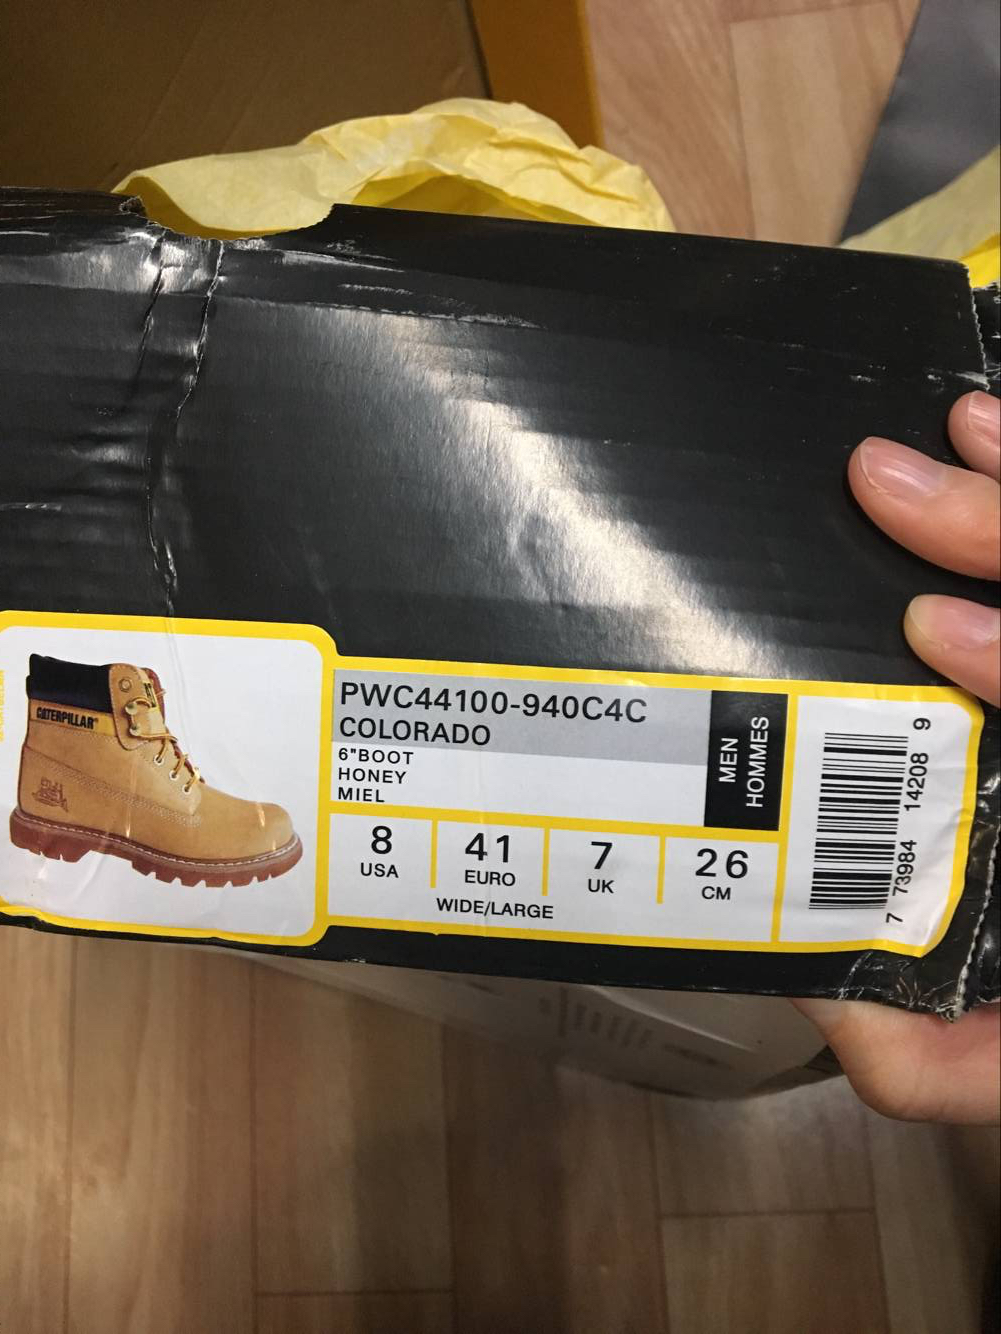 CATERPILLAR®
PWC44100-940C4C
COLORADO
6"BOOT
HONEY
MIEL
MEN
HOMMES
8
USA
41
EURO
7
UK
26
CM
WIDE/LARGE
7 73984 14208 9